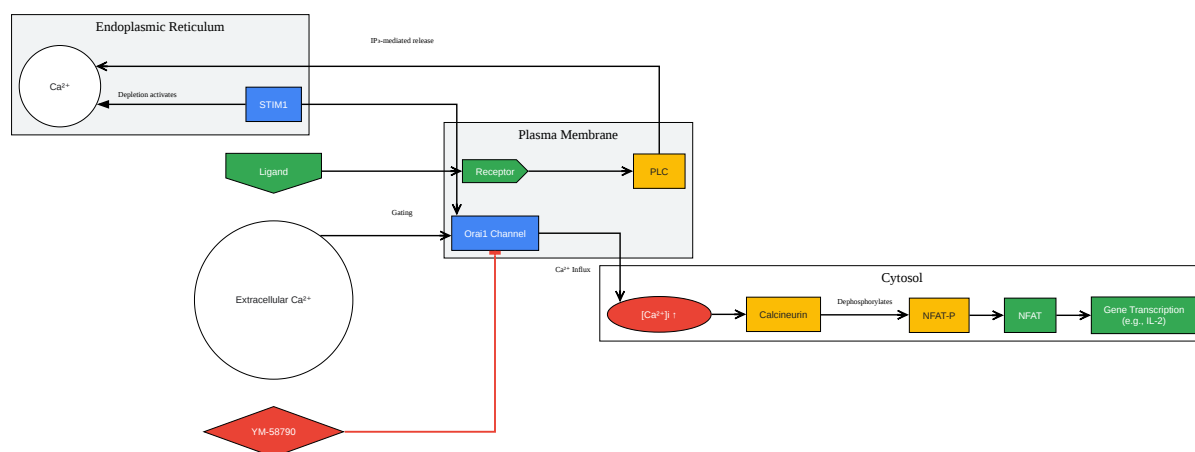 Endoplasmic Reticulum
IP₃-mediated release
Ca²⁺
Depletion activates
STIM1
Plasma Membrane
Ligand
Receptor
PLC
Gating
Orai1 Channel
Ca²⁺ Influx
Cytosol
Extracellular Ca²⁺
[Ca²⁺]i ↑
Calcineurin
Dephosphorylates
NFAT-P
NFAT
Gene Transcription
(e.g., IL-2)
YM-58790